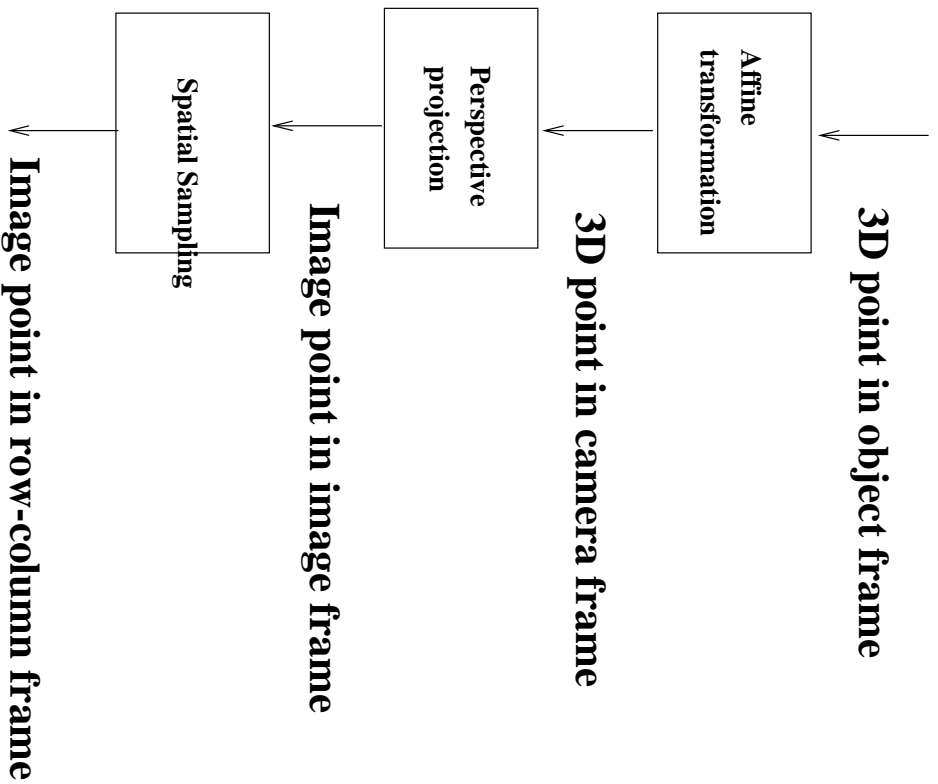 3D point in object frame
Affine
transformation
3D point in camera frame
Perspective
projection
Image point in image frame
Spatial Sampling
Image point in row-column frame